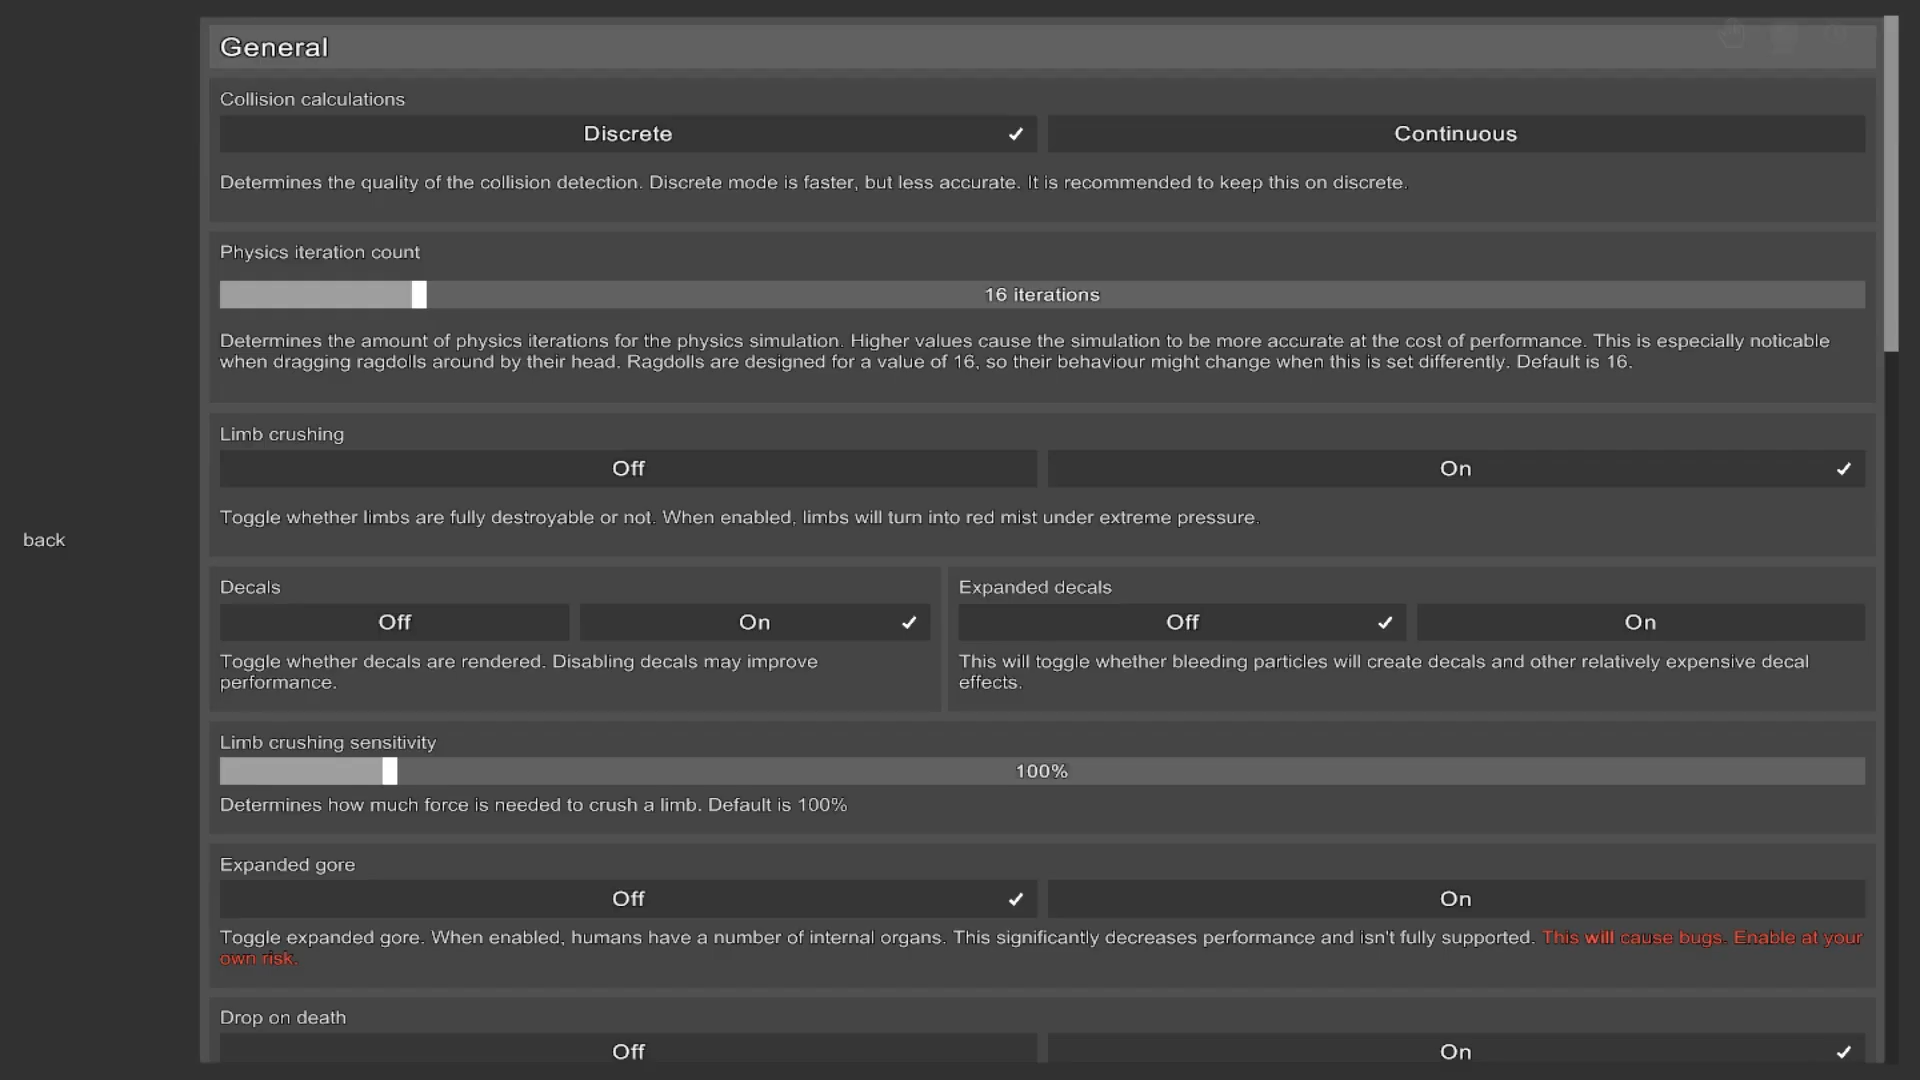 General
Collision calculations
Discrete
Continuous
Determines the quality of the collision detection. Discrete mode is faster, but less accurate. It is recommended to keep this on discrete.
Physics iteration count
16 iterations
Determines the amount of physics iterations for the physics simulation. Higher values cause the simulation to be more accurate at the cost of performance. This is especially noticable
when dragging ragdolls around by their head. Ragdolls are designed for a value of 16, so their behaviour might change when this is set differently. Default is 16.
Limb crushing
Off
On
Toggle whether limbs are fully destroyable or not. When enabled, limbs will turn into red mist under extreme pressure.
back
Decals
Off
On
Toggle whether decals are rendered. Disabling decals may improve
performance.
Expanded decals
Off
On
This will toggle whether bleeding particles will create decals and other relatively expensive decal
effects.
Limb crushing sensitivity
100%
Determines how much force is needed to crush a limb. Default is 100%
Expanded gore
Off
On
Toggle expanded gore. When enabled, humans have a number of internal organs. This significantly decreases performance and isn't fully supported. This will cause bugs. Enable at your
own risk.
Drop on death
Off
On